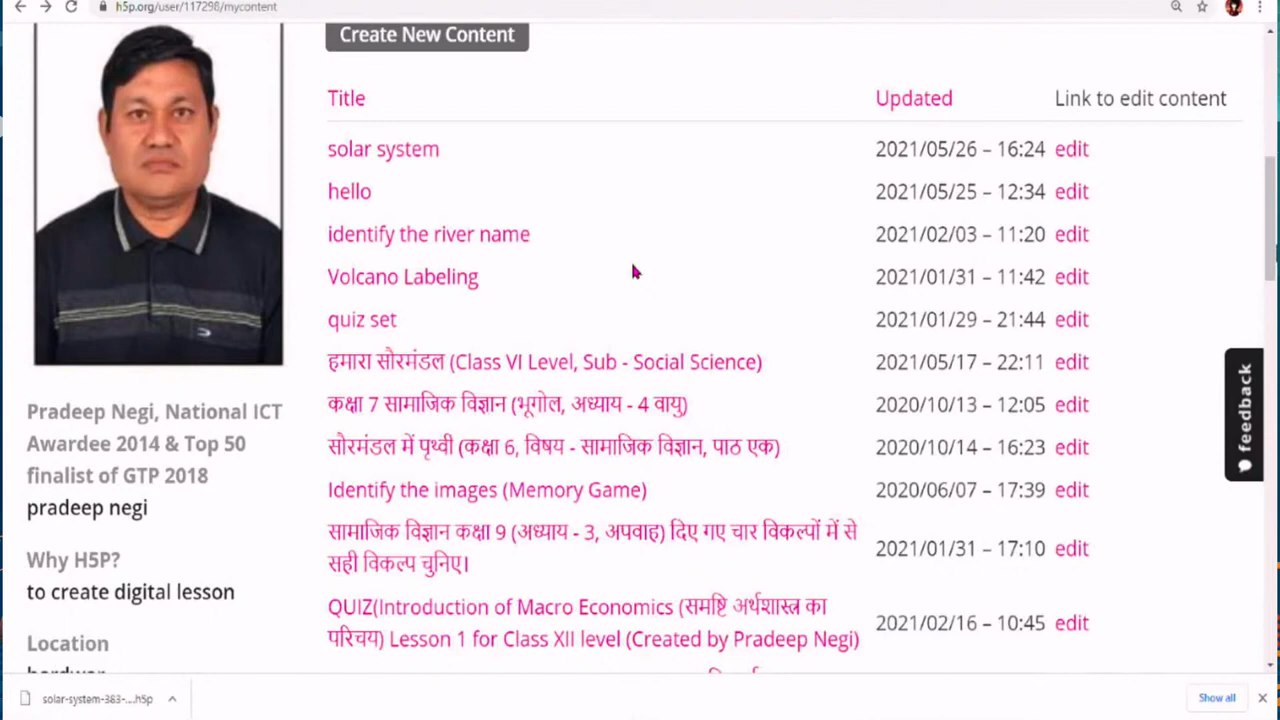 h5p.org/user/117298/mycontent
Create New Content
Title Updated Link to edit content
solar system 2021/05/26 – 16:24 edit
hello 2021/05/25 – 12:34 edit
identify the river name 2021/02/03 – 11:20 edit
Volcano Labeling 2021/01/31 – 11:42 edit
quiz set 2021/01/29 – 21:44 edit
हमारा सौरमंडल (Class VI Level, Sub - Social Science) 2021/05/17 – 22:11 edit
कक्षा 7 सामाजिक विज्ञान (भूगोल, अध्याय - 4 वायु) 2020/10/13 – 12:05 edit
सौरमंडल में पृथ्वी (कक्षा 6, विषय - सामाजिक विज्ञान, पाठ एक) 2020/10/14 – 16:23 edit
Identify the images (Memory Game) 2020/06/07 – 17:39 edit
सामाजिक विज्ञान कक्षा 9 (अध्याय - 3, अपवाह) दिए गए चार विकल्पों में से
सही विकल्प चुनिए। 2021/01/31 – 17:10 edit
QUIZ(Introduction of Macro Economics (समष्टि अर्थशास्त्र का
परिचय) Lesson 1 for Class XII level (Created by Pradeep Negi) 2021/02/16 – 10:45 edit
Pradeep Negi, National ICT
Awardee 2014 & Top 50
finalist of GTP 2018
pradeep negi
Why H5P?
to create digital lesson
Location
feedback
solar-system-383-....h5p
Show all